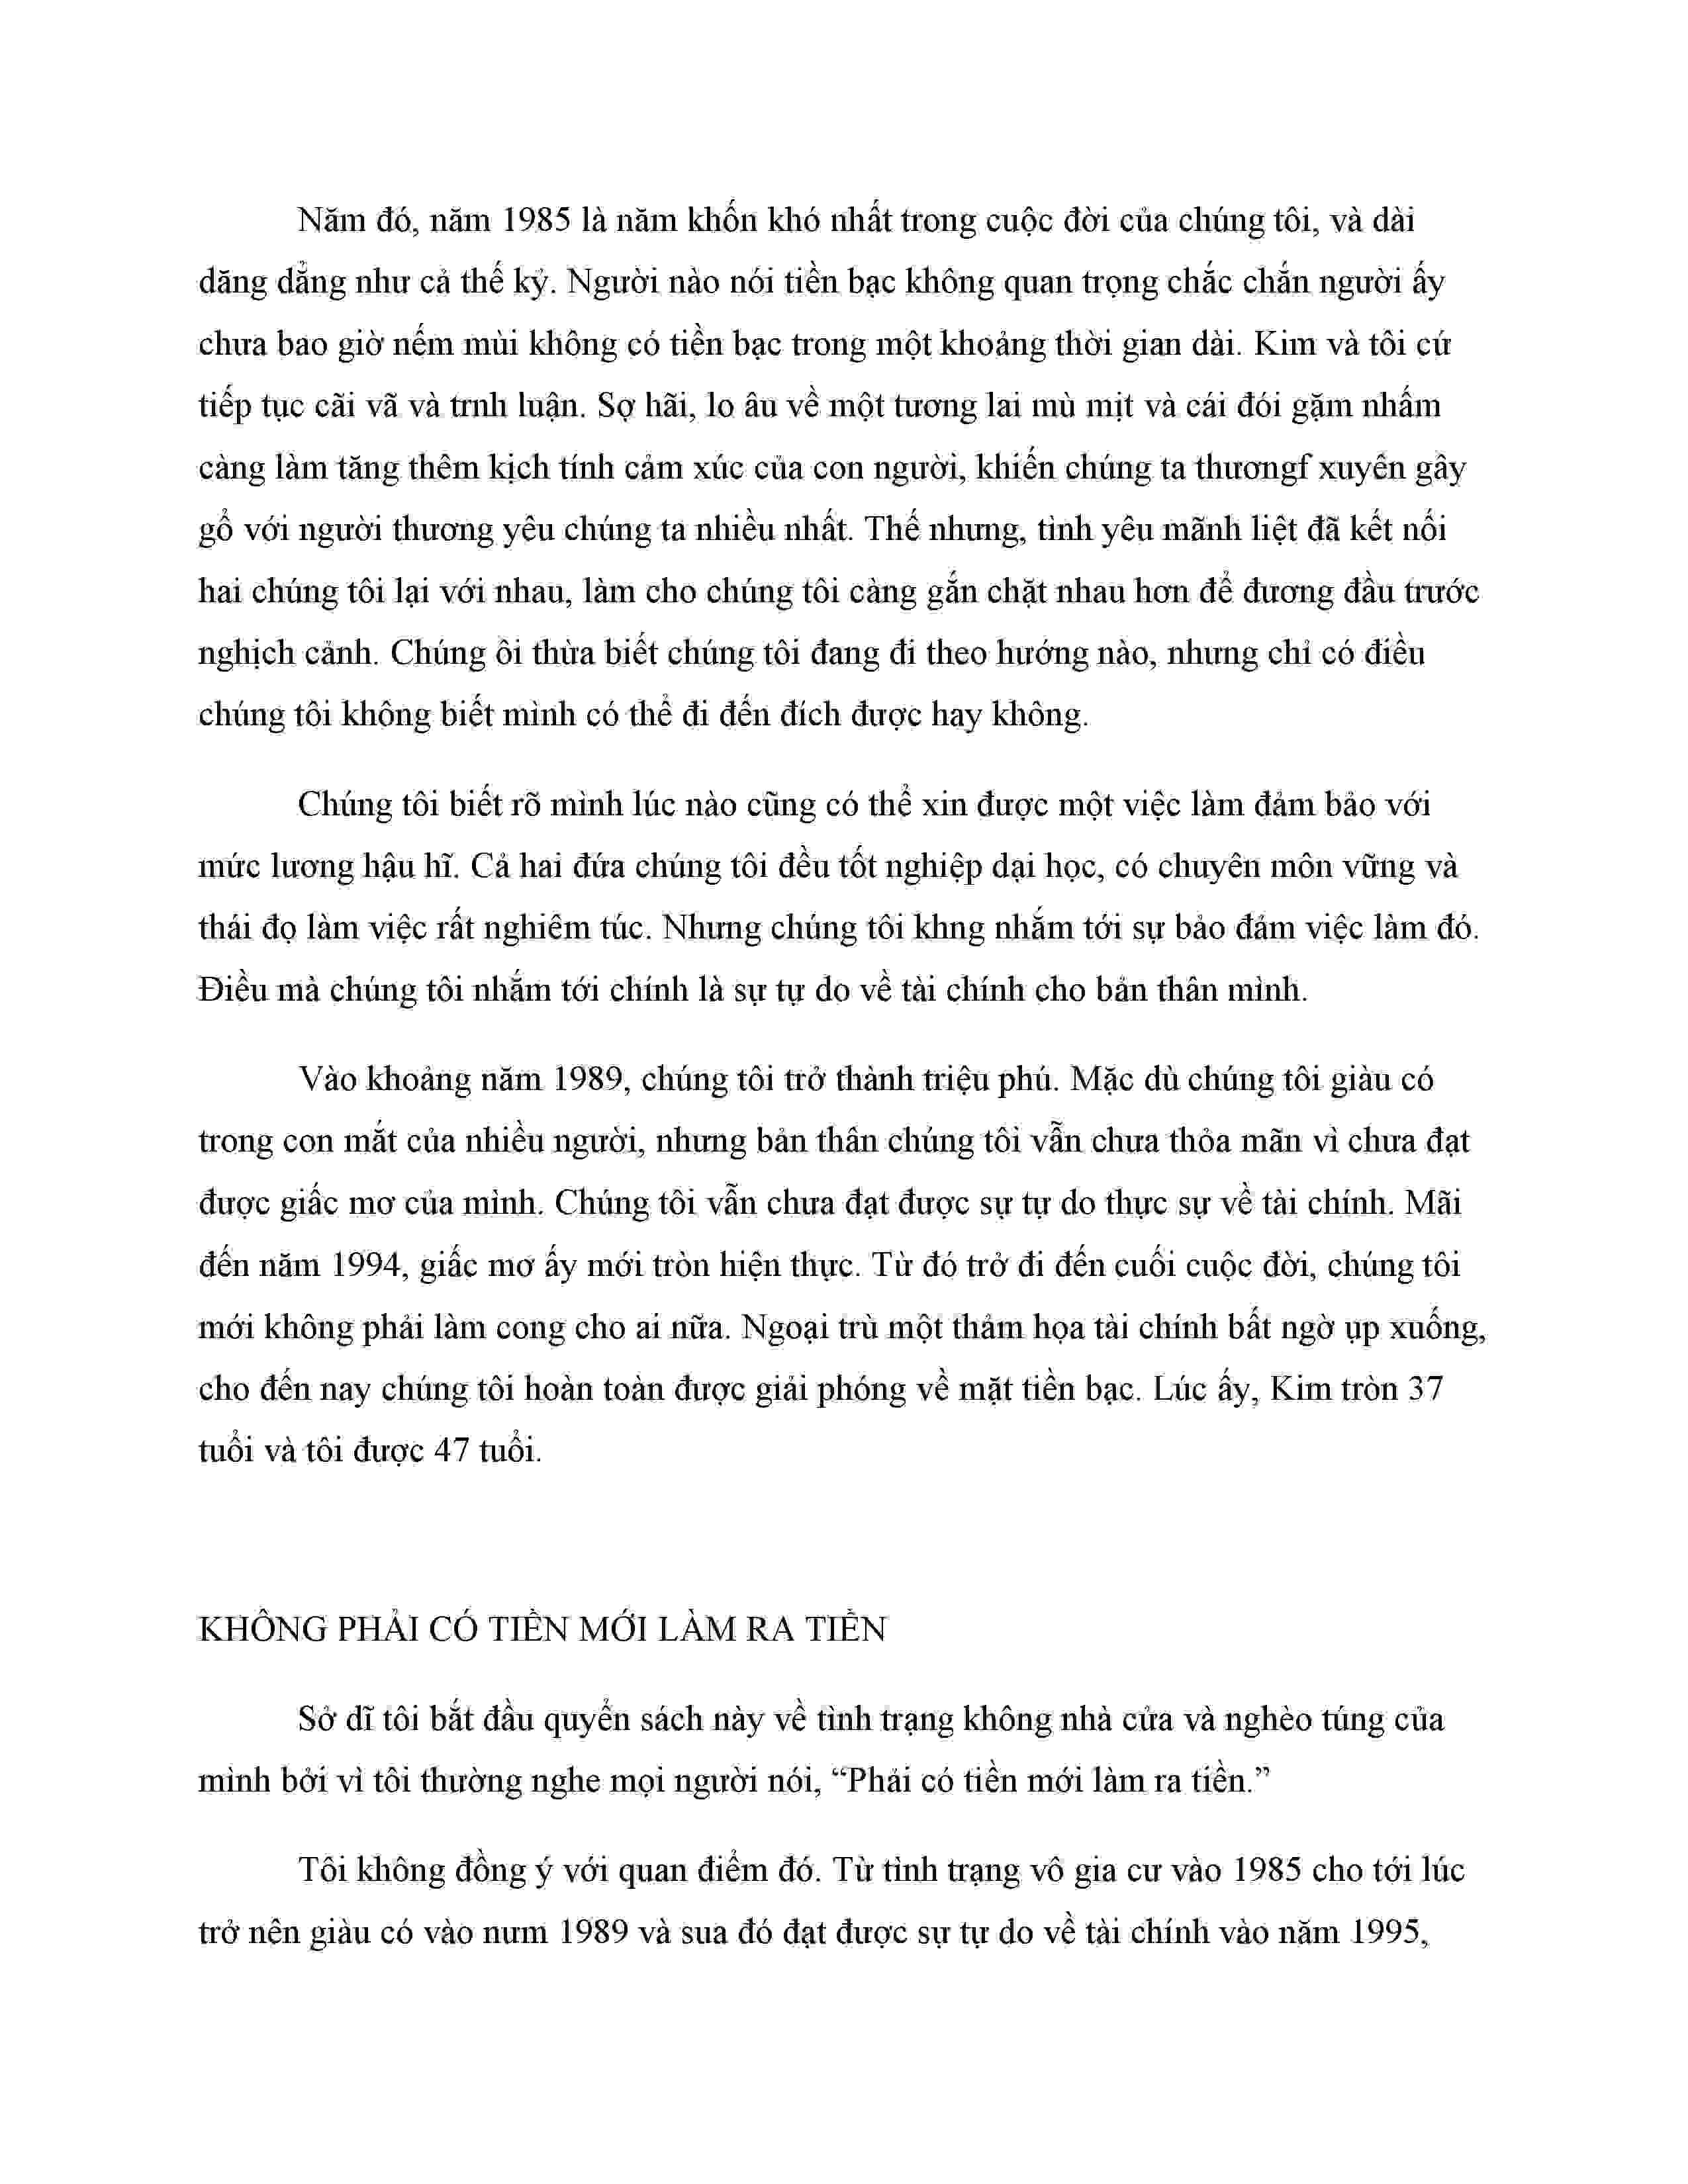 Năm đó, năm 1985 là năm khốn khó nhất trong cuộc đời của chúng tôi, và dài
dăng dẳng như cả thế kỷ. Người nào nói tiền bạc không quan trọng chắc chắn người ấy
chưa bao giờ nếm mùi không có tiền bạc trong một khoảng thời gian dài. Kim và tôi cứ
tiếp tục cãi vã và trnh luận. Sợ hãi, lo âu về một tương lai mù mịt và cái đói gặm nhấm
càng làm tăng thêm kịch tính cảm xúc của con người, khiến chúng ta thươngf xuyên gây
gổ với người thương yêu chúng ta nhiều nhất. Thế nhưng, tình yêu mãnh liệt đã kết nối
hai chúng tôi lại với nhau, làm cho chúng tôi càng gắn chặt nhau hơn để đương đầu trước
nghịch cảnh. Chúng ôi thừa biết chúng tôi đang đi theo hướng nào, nhưng chỉ có điều
chúng tôi không biết mình có thể đi đến đích được hay không.
Chúng tôi biết rõ mình lúc nào cũng có thể xin được một việc làm đảm bảo với
mức lương hậu hĩ. Cả hai đứa chúng tôi đều tốt nghiệp dại học, có chuyên môn vững và
thái đọ làm việc rất nghiêm túc. Nhưng chúng tôi khng nhắm tới sự bảo đảm việc làm đó.
Điều mà chúng tôi nhắm tới chính là sự tự do về tài chính cho bản thân mình.
Vào khoảng năm 1989, chúng tôi trở thành triệu phú. Mặc dù chúng tôi giàu có
trong con mắt của nhiều người, nhưng bản thân chúng tôi vẫn chưa thỏa mãn vì chưa đạt
được giấc mơ của mình. Chúng tôi vẫn chưa đạt được sự tự do thực sự về tài chính. Mãi
đến năm 1994, giấc mơ ấy mới tròn hiện thực. Từ đó trở đi đến cuối cuộc đời, chúng tôi
mới không phải làm cong cho ai nữa. Ngoại trù một thảm họa tài chính bất ngờ ụp xuống,
cho đến nay chúng tôi hoàn toàn được giải phóng về mặt tiền bạc. Lúc ấy, Kim tròn 37
tuổi và tôi được 47 tuổi.
KHÔNG PHẢI CÓ TIỀN MỚI LÀM RA TIỀN
Sở dĩ tôi bắt đầu quyển sách này về tình trạng không nhà cửa và nghèo túng của
mình bởi vì tôi thường nghe mọi người nói, “Phải có tiền mới làm ra tiền.”
Tôi không đồng ý với quan điểm đó. Từ tình trạng vô gia cư vào 1985 cho tới lúc
trở nên giàu có vào num 1989 và sua đó đạt được sự tự do về tài chính vào năm 1995,